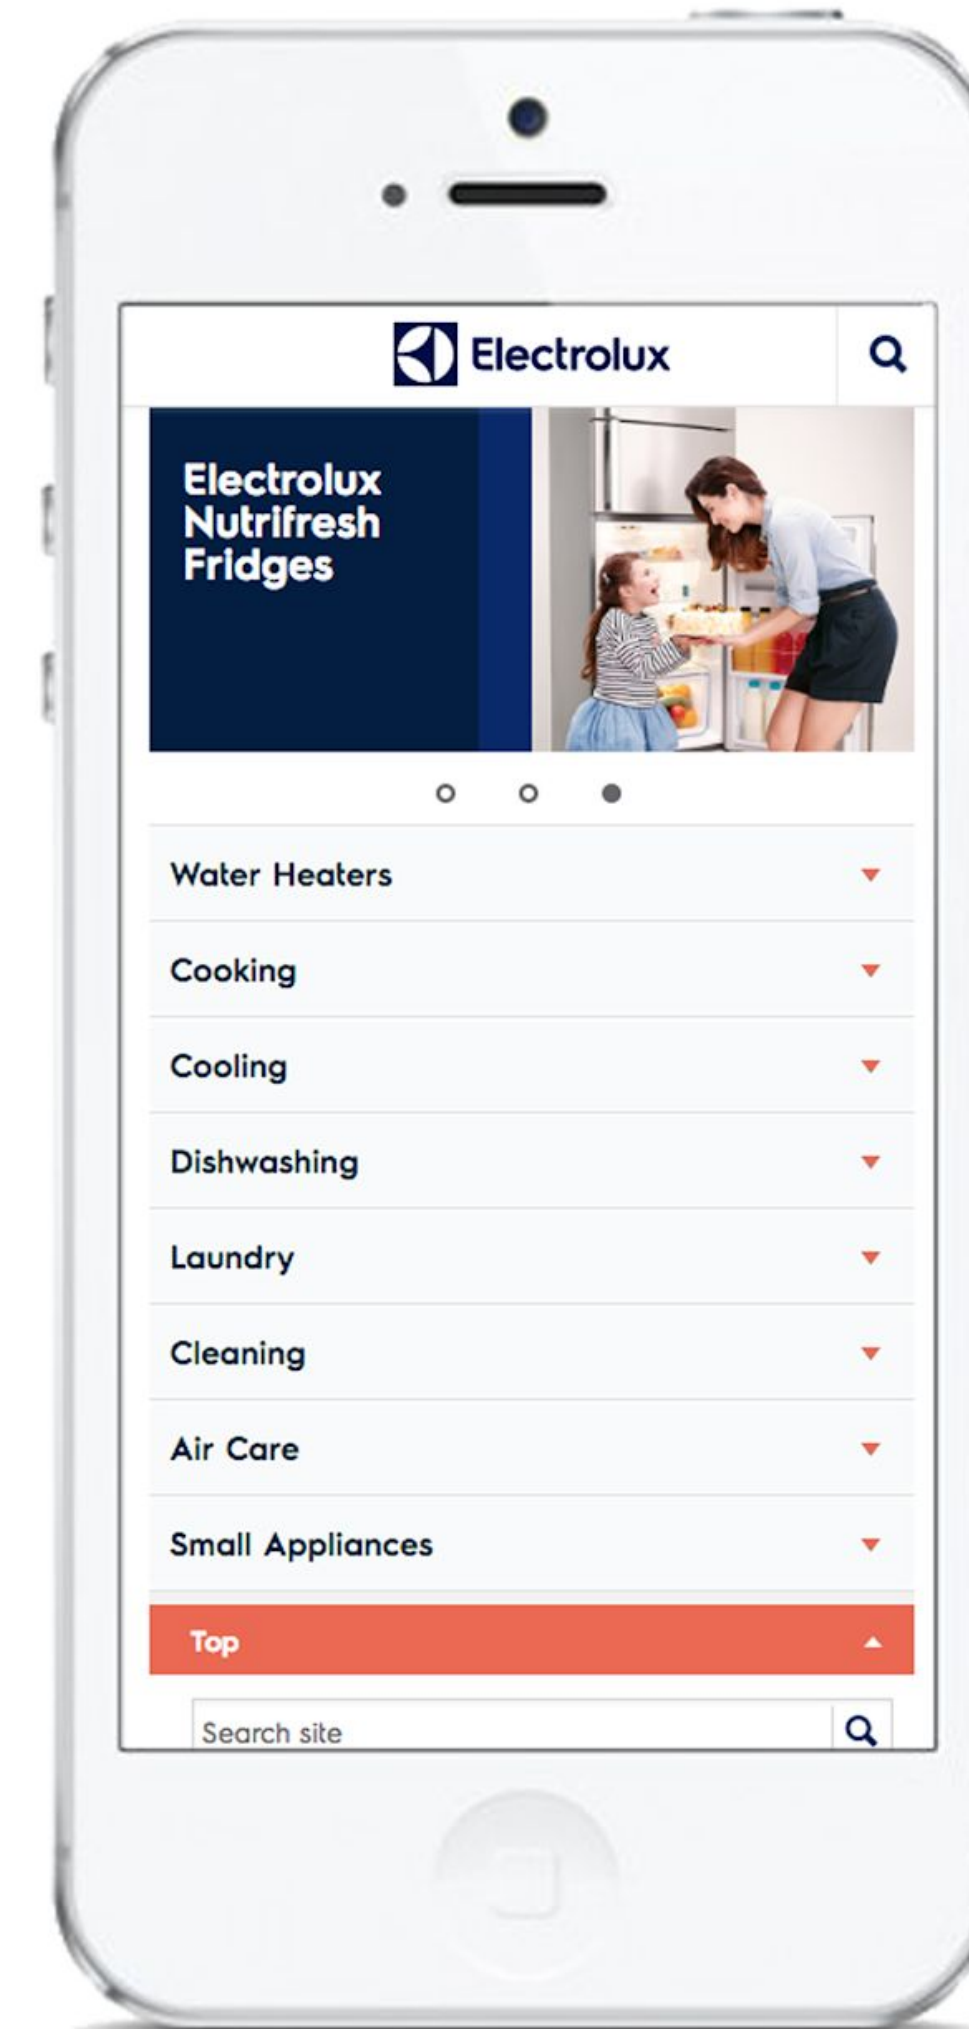 Electrolux
Electrolux
Nutrifresh
Fridges
Water Heaters
Cooking
Cooling
Dishwashing
Laundry
Cleaning
Air Care
Small Appliances
Top
Search site